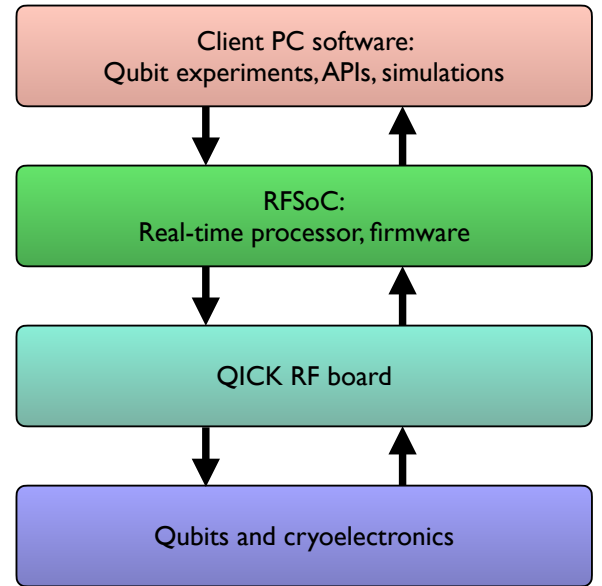 Client PC software:
Qubit experiments, APIs, simulations
RFSoC:
Real-time processor, firmware
QICK RF board
Qubits and cryoelectronics